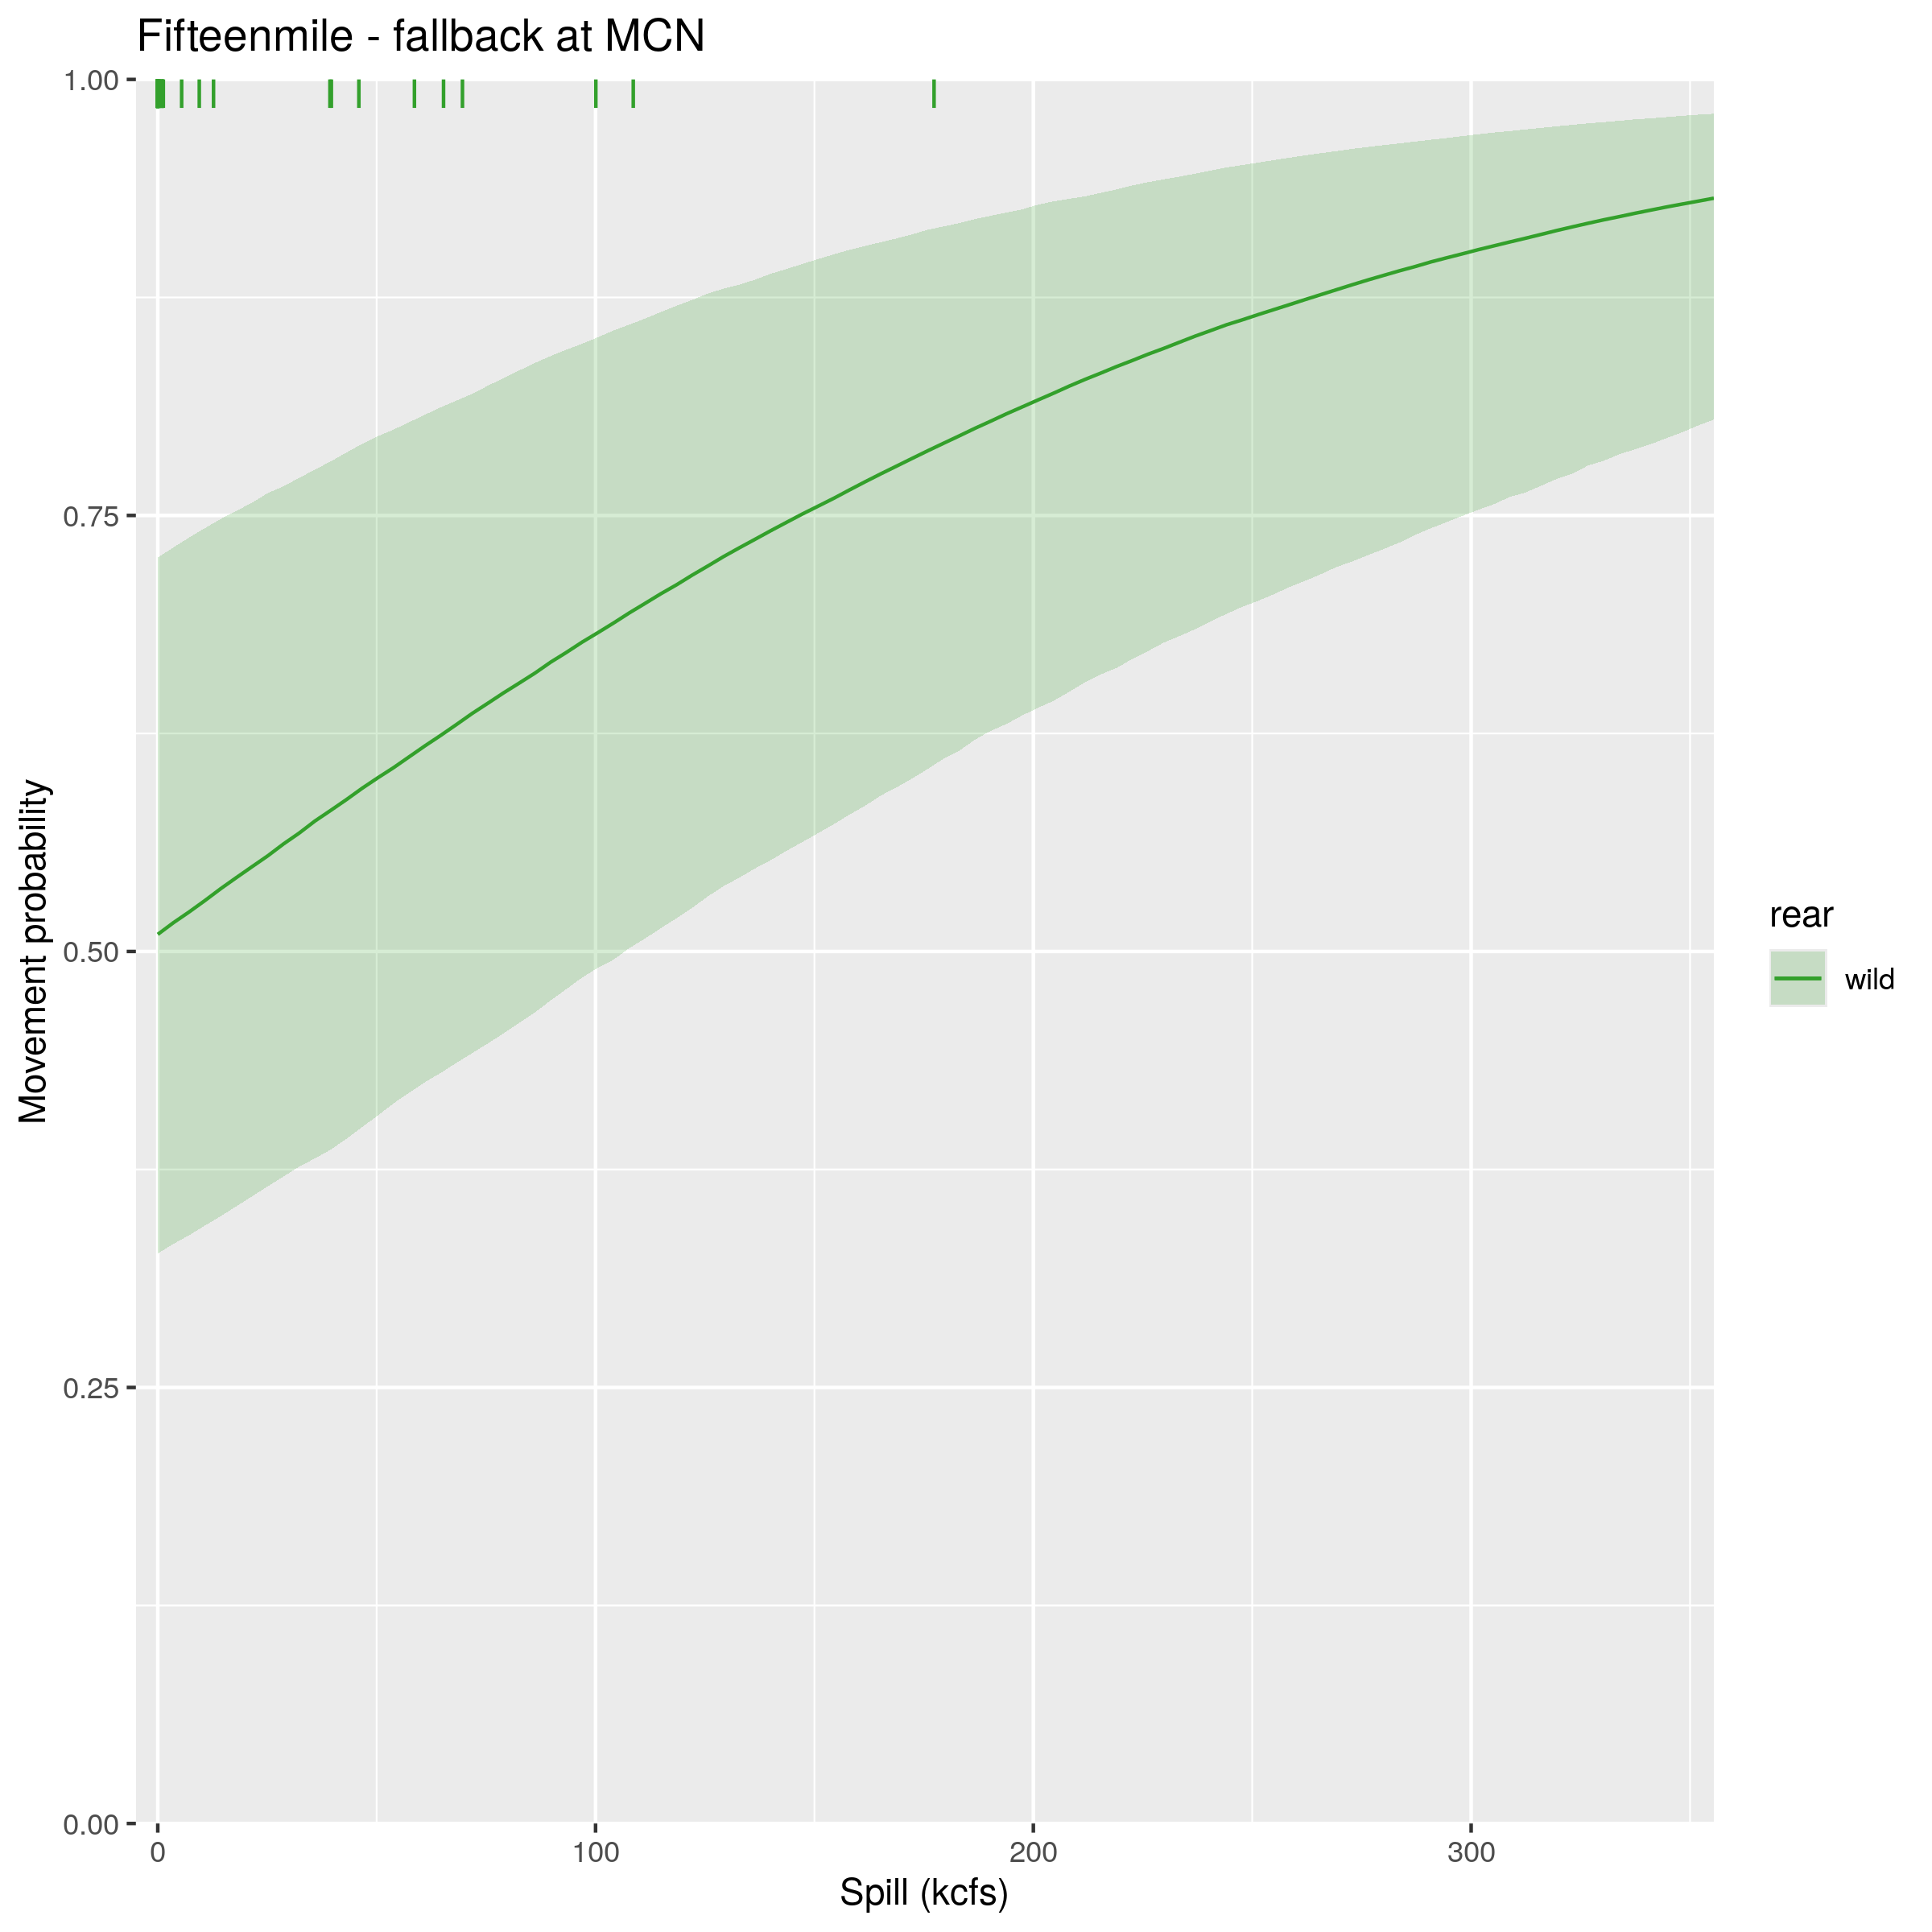 Fifteenmile - fallback at MCN
1.00
0.75
0.50
0.25
0.00
Movement probability
0
100
200
300
Spill (kcfs)
rear
wild